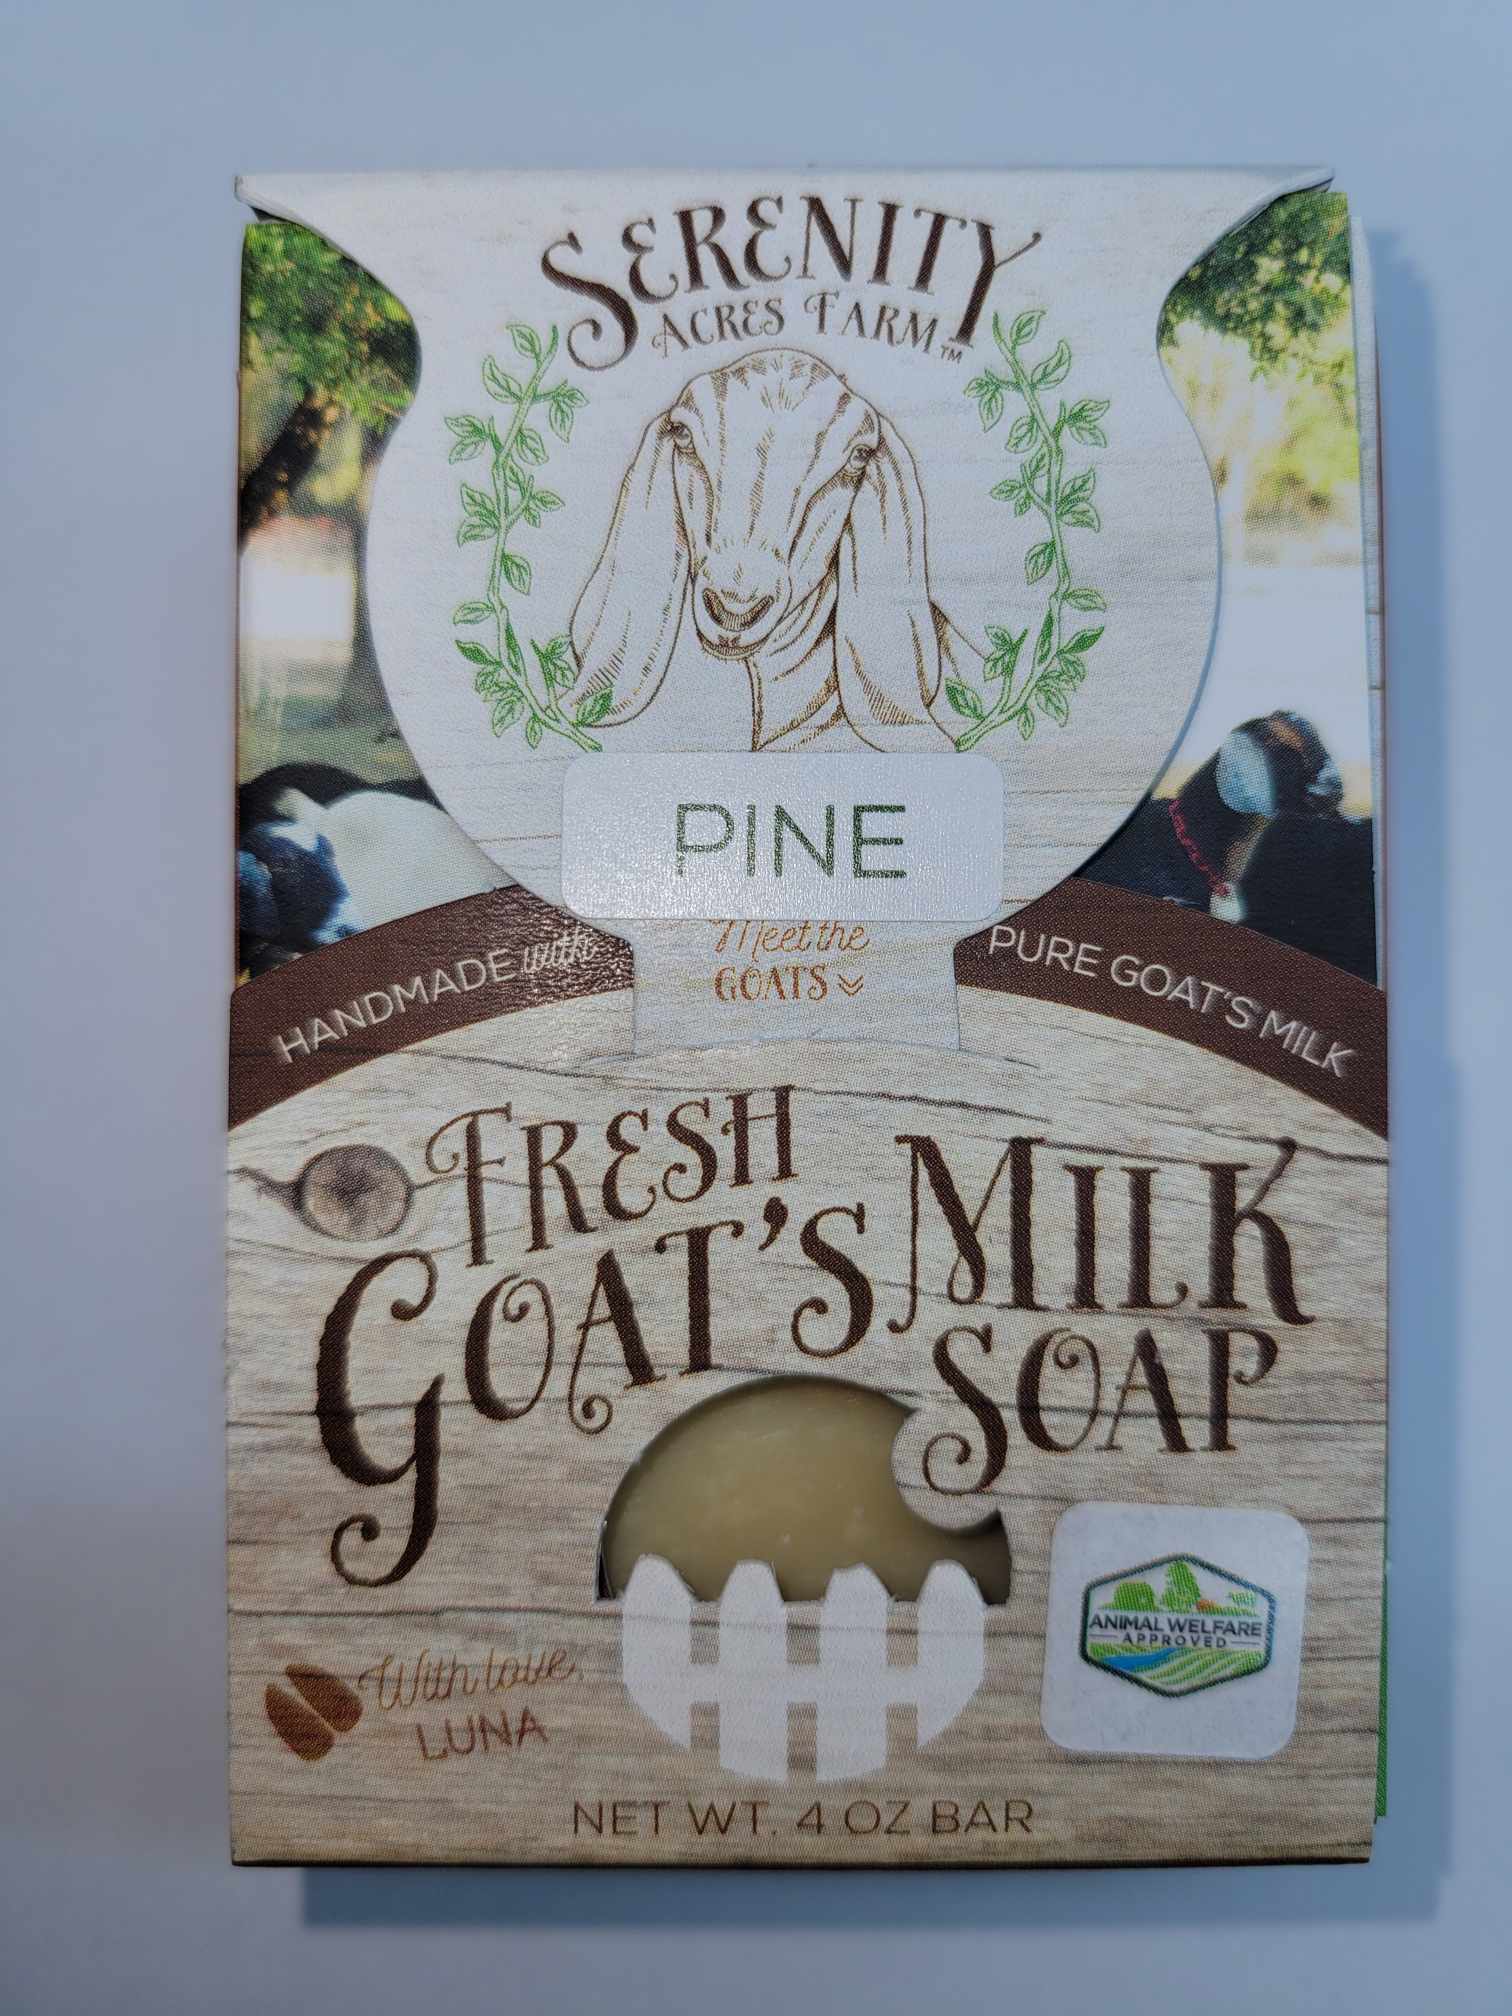 SERENITY
ACRES FARM™
PINE
Meet the
GOATS
HANDMADE with
PURE GOAT'S MILK
FRESH
GOAT'S MILK
SOAP
ANIMAL WELFARE
APPROVED
With love,
LUNA
NET WT. 4 OZ BAR